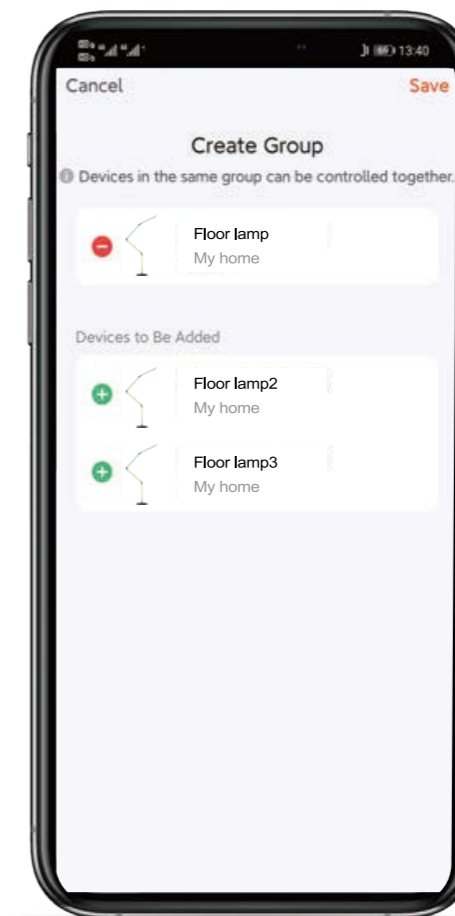 13:40
Cancel
Save
Create Group
Devices in the same group can be controlled together.
Floor lamp
My home
Devices to Be Added
Floor lamp2
My home
Floor lamp3
My home